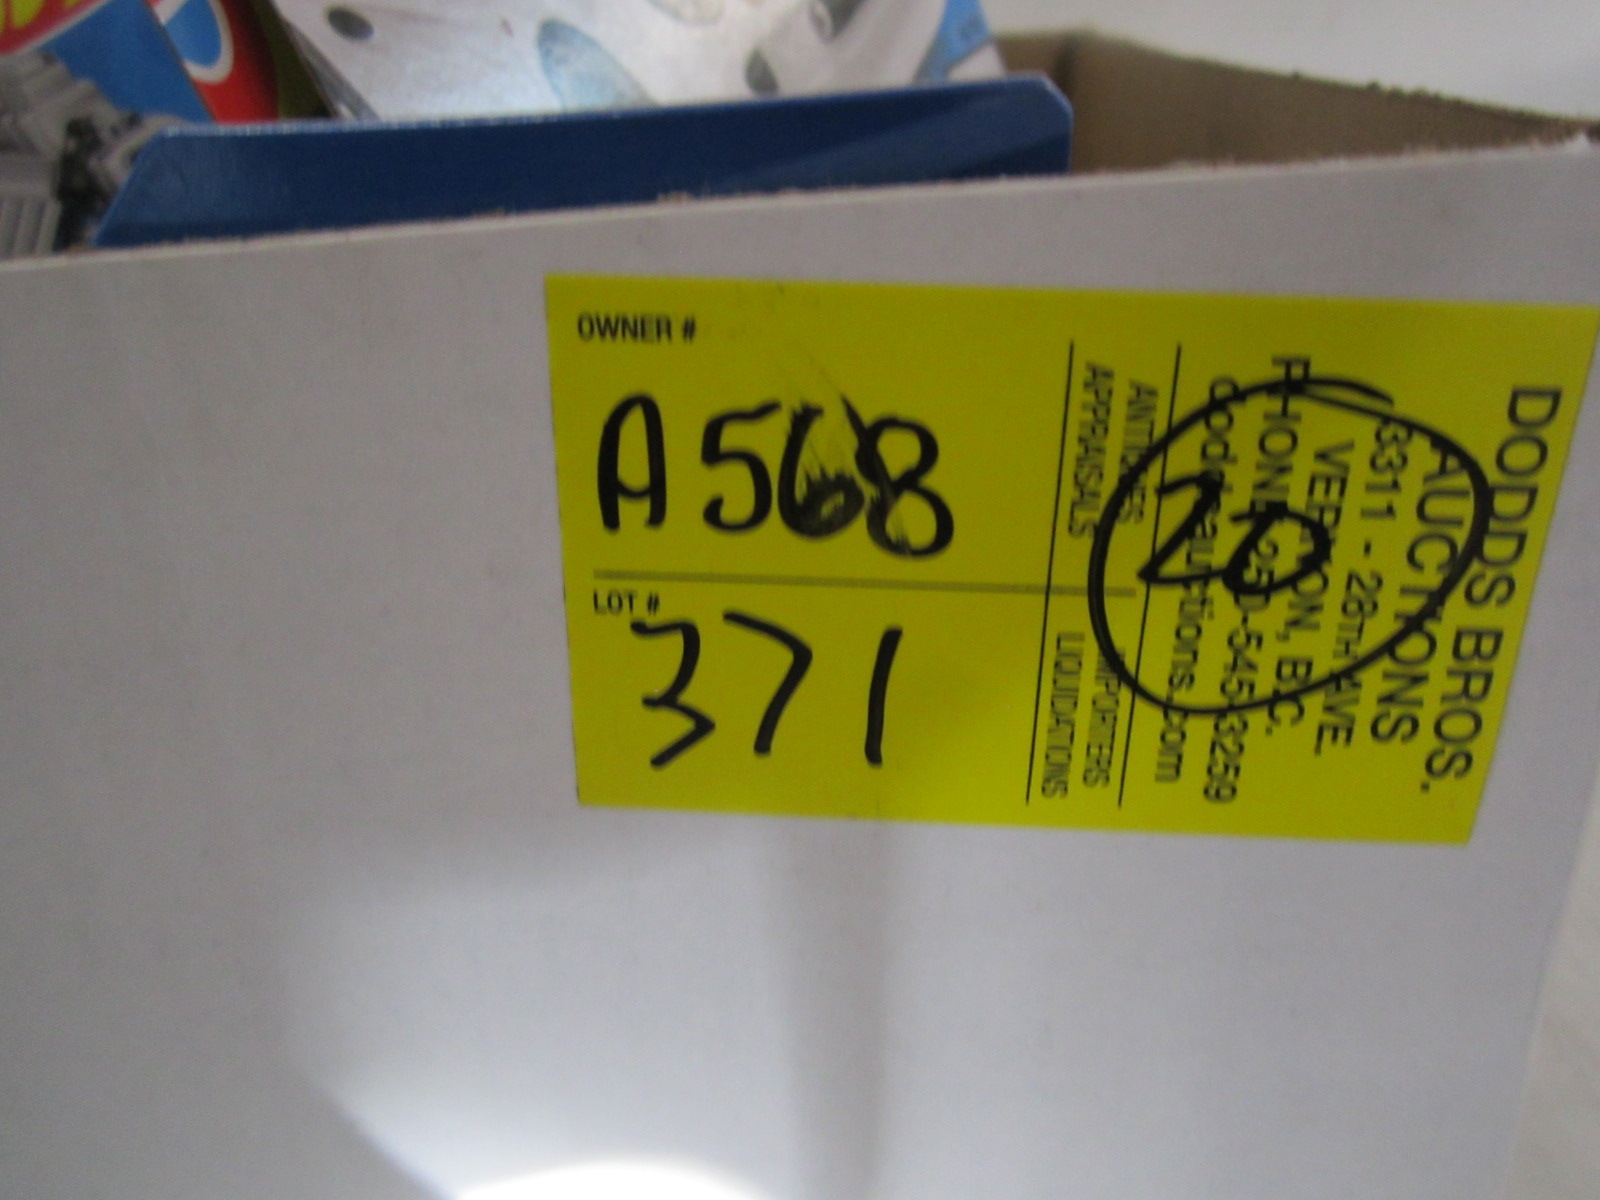 OWNER #
A568
LOT #
371
DODDS BROS.
AUCTIONS
3311 - 28TH AVE.
VERNON, B.C.
PHONE 250-545-3259
doddsauctions.com
ANTIQUES IMPORTERS
APPRAISALS LIQUIDATIONS
20